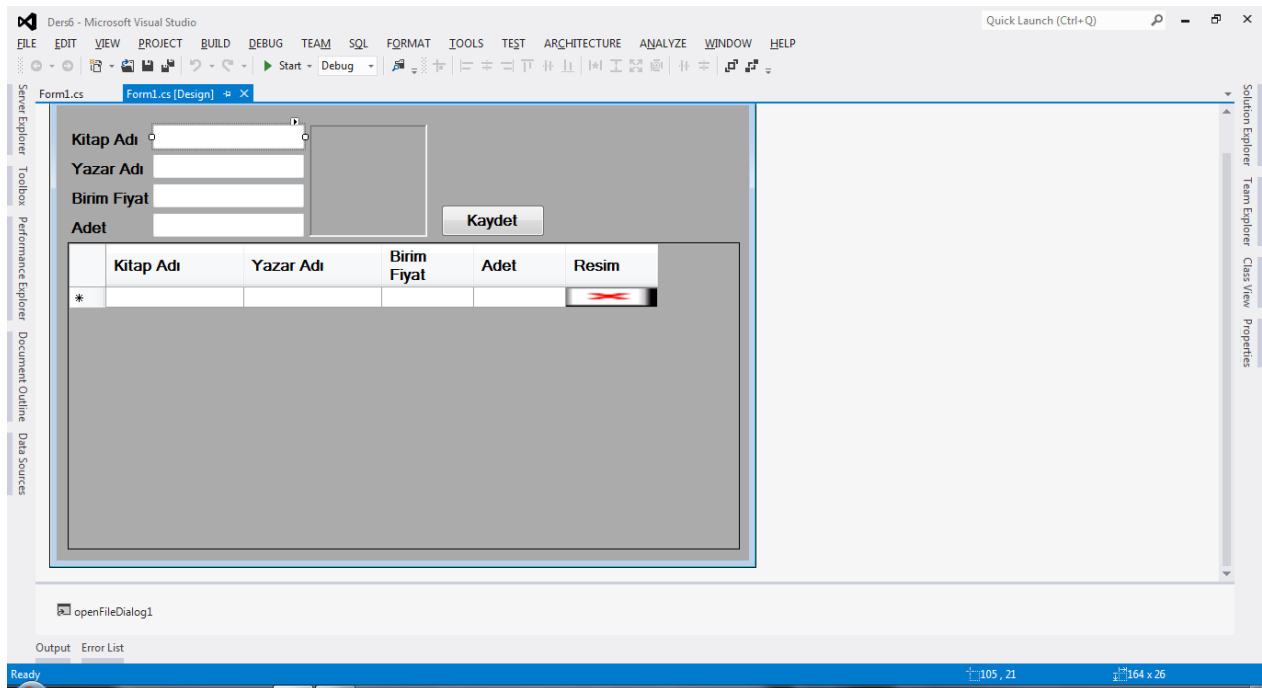 Ders6 - Microsoft Visual Studio
Quick Launch (Ctrl+Q)
FILE EDIT VIEW PROJECT BUILD DEBUG TEAM SQL FORMAT TOOLS TEST ARCHITECTURE ANALYZE WINDOW HELP
Start Debug
Form1.cs Form1.cs [Design]
Server Explorer
Toolbox
Performance Explorer
Document Outline
Data Sources
Kitap Adı
Yazar Adı
Birim Fiyat
Adet
Kaydet
Kitap Adı Yazar Adı Birim Fiyat Adet Resim
Solution Explorer
Team Explorer
Class View
Properties
openFileDialog1
Output Error List
Ready 105 , 21 164 x 26